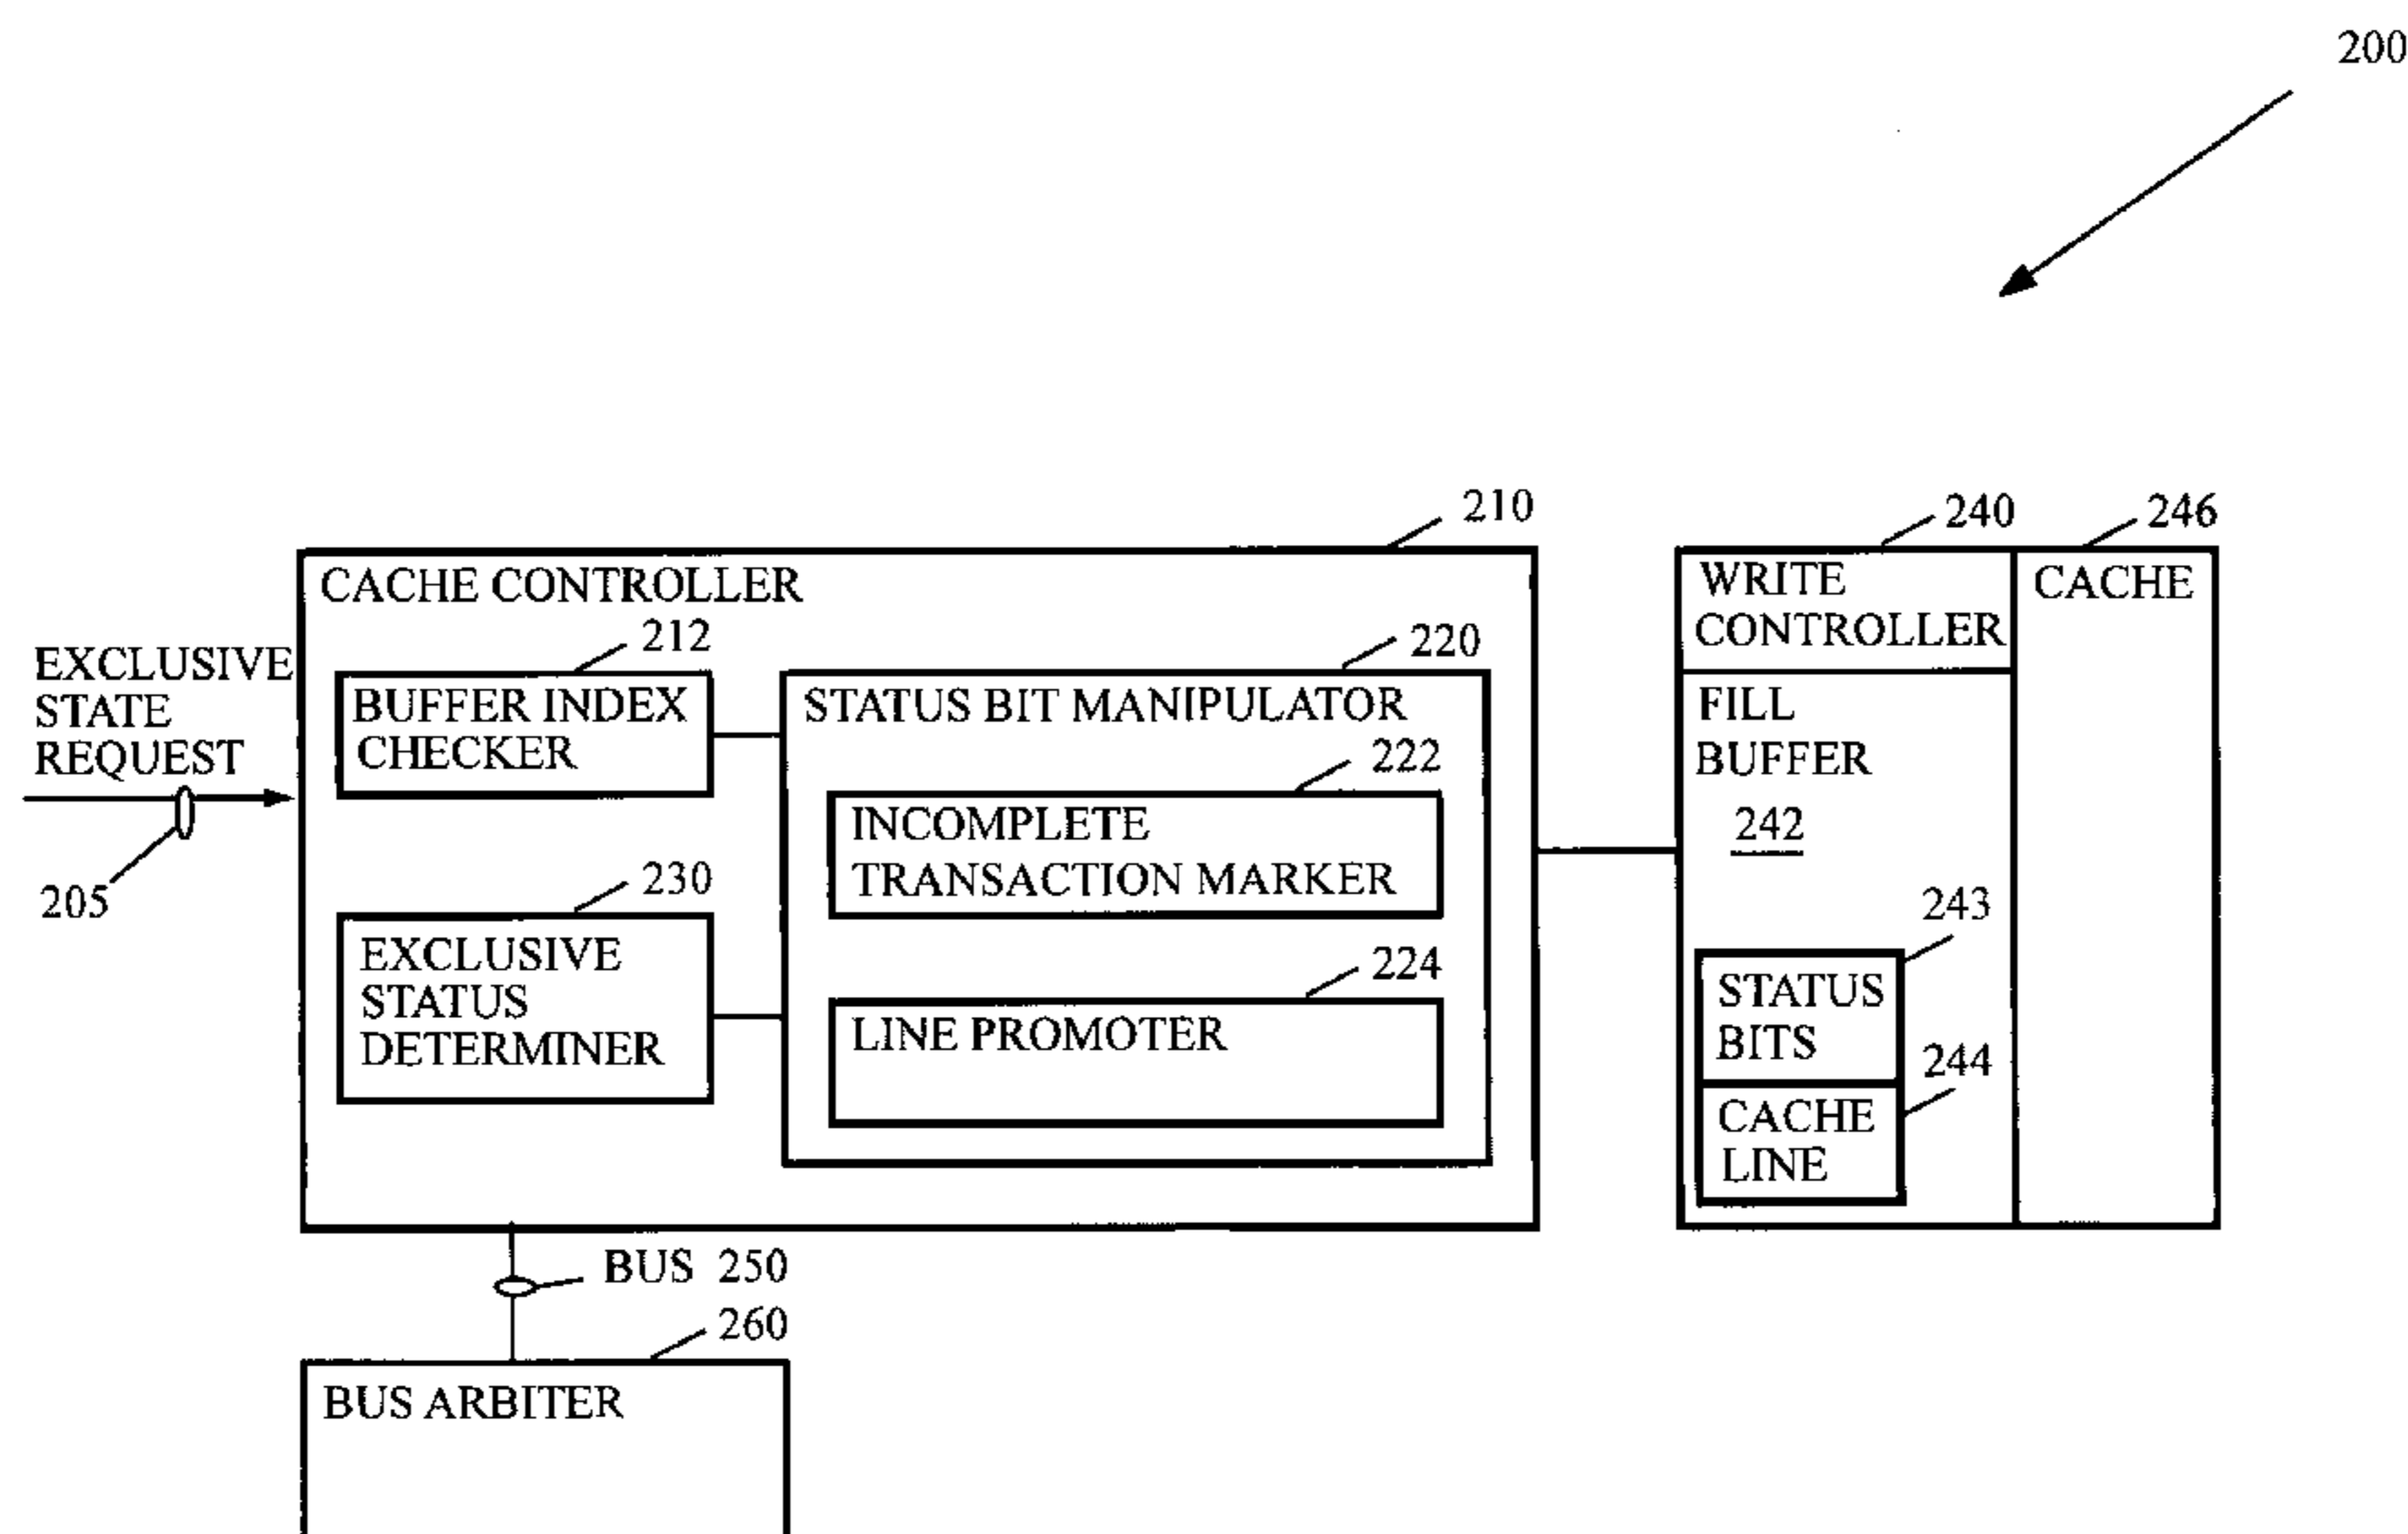 200
210
240
246
CACHE CONTROLLER
WRITE
CONTROLLER
CACHE
212
220
EXCLUSIVE
STATE
REQUEST
205
BUFFER INDEX
CHECKER
STATUS BIT MANIPULATOR
222
INCOMPLETE
TRANSACTION MARKER
230
EXCLUSIVE
STATUS
DETERMINER
224
LINE PROMOTER
FILL
BUFFER
242
243
STATUS
BITS
244
CACHE
LINE
BUS 250
260
BUS ARBITER